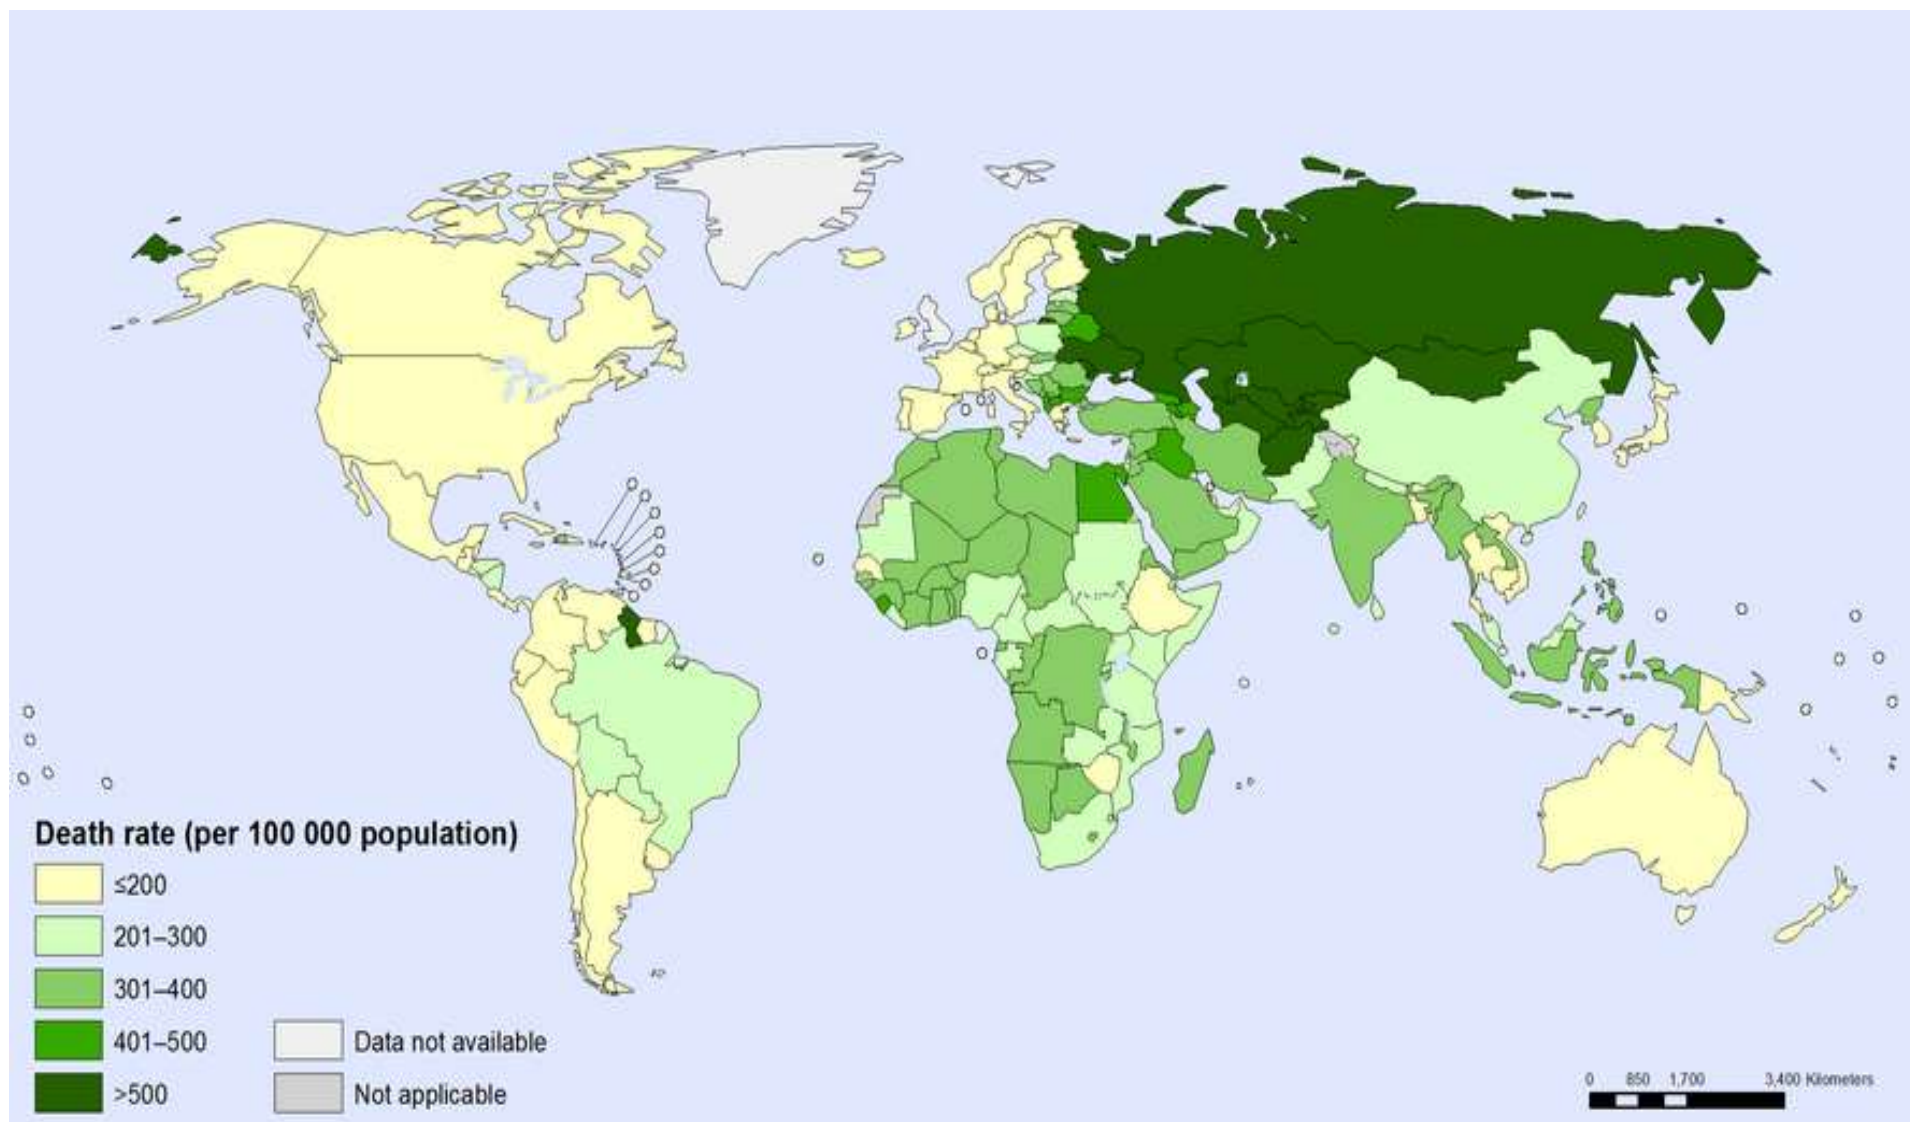 Death rate (per 100 000 population)
≤200
201–300
301–400
401–500
>500
Data not available
Not applicable
0 850 1,700 3,400 Kilometers